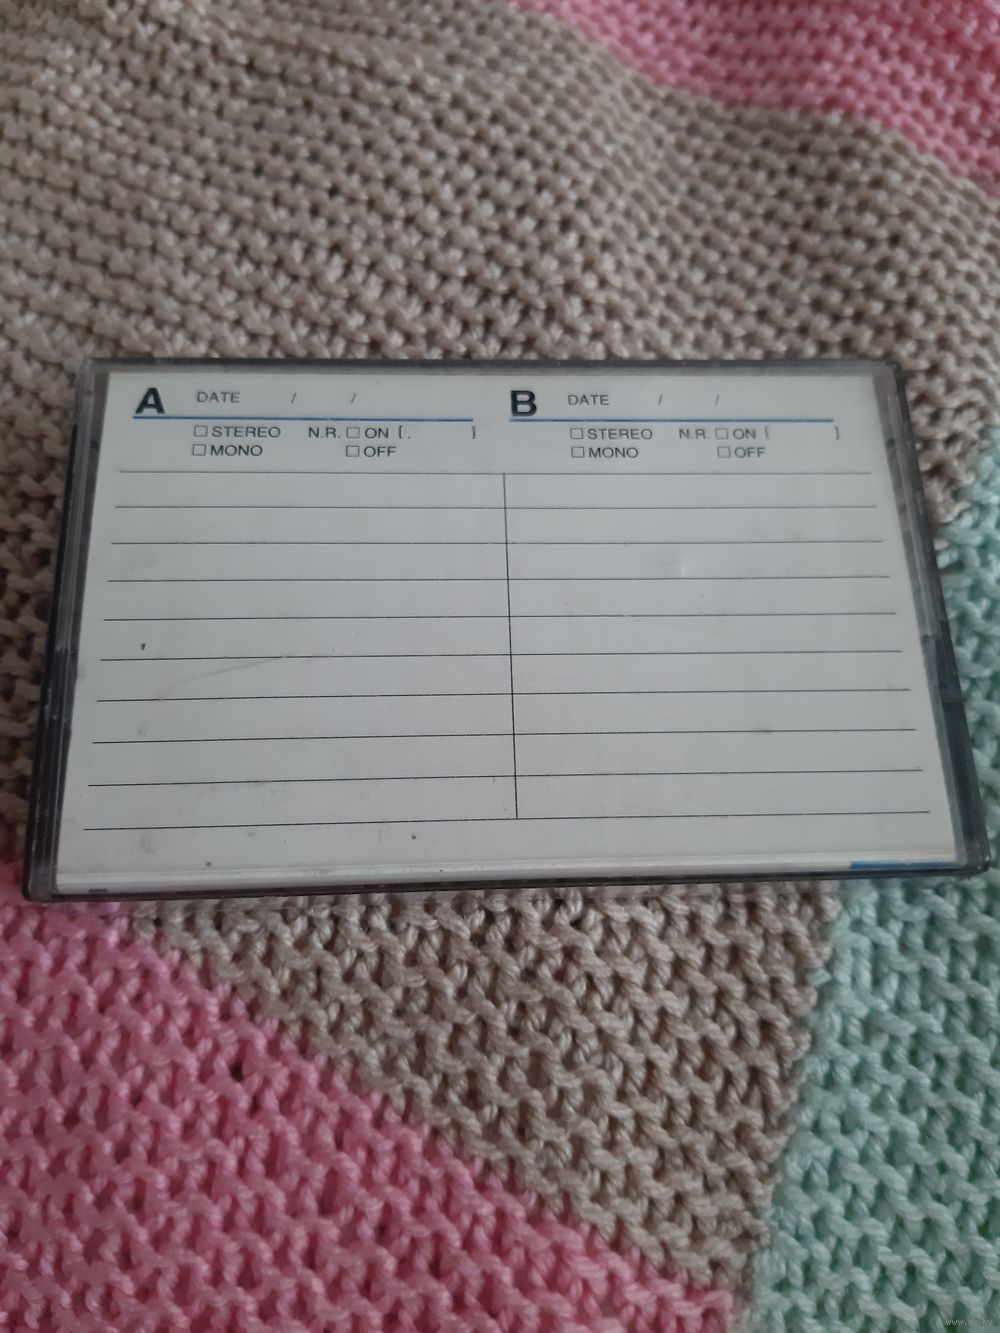 A DATE / / B DATE / /
☐ STEREO N.R. ☐ ON [. ] ☐ STEREO N.R. ☐ ON [ ]
☐ MONO ☐ OFF ☐ MONO ☐ OFF